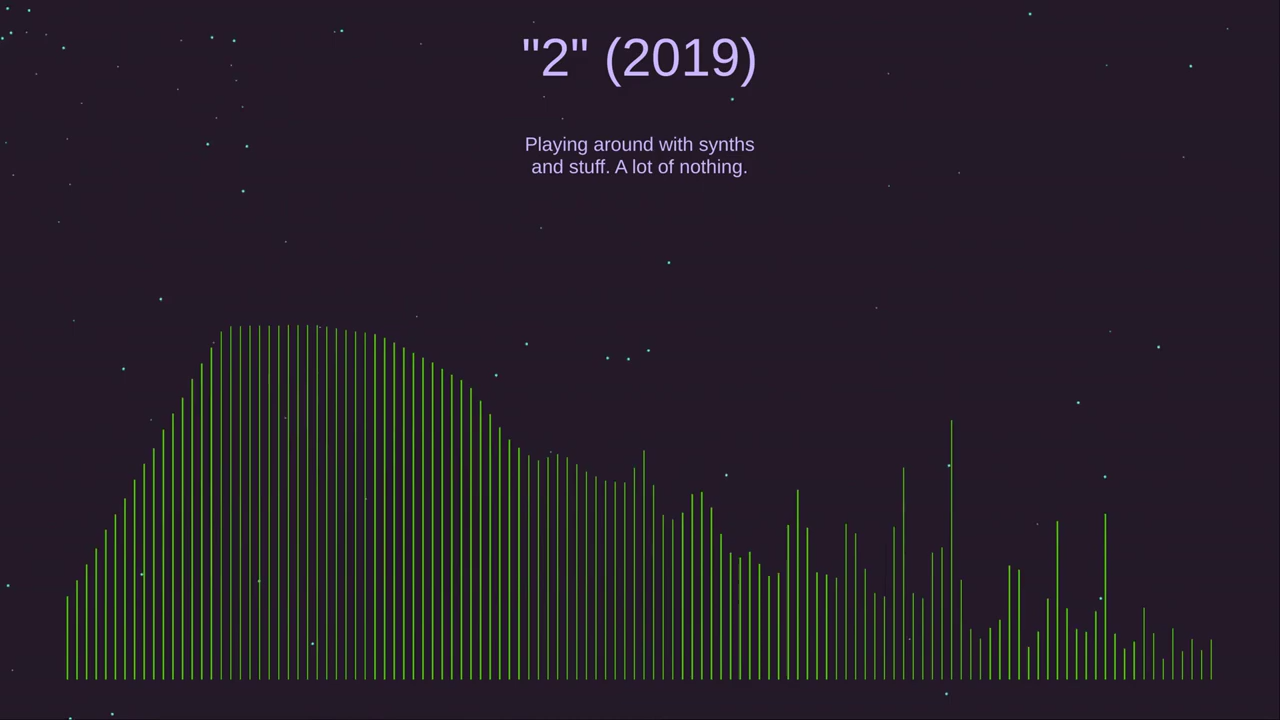 "2" (2019)
Playing around with synths
and stuff. A lot of nothing.